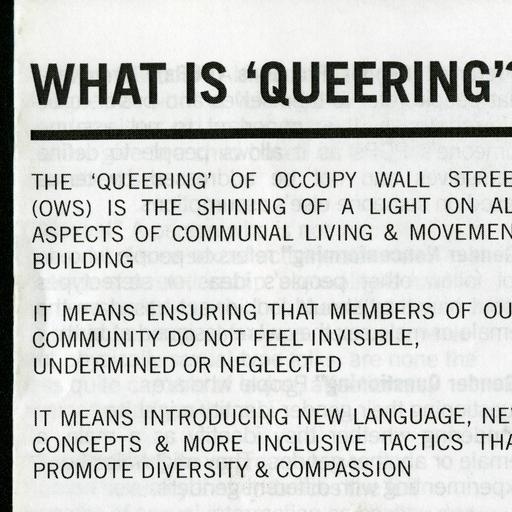 WHAT IS ‘QUEERING’
THE ‘QUEERING’ OF OCCUPY WALL STREE
(OWS) IS THE SHINING OF A LIGHT ON AL
ASPECTS OF COMMUNAL LIVING & MOVEMEN
BUILDING
IT MEANS ENSURING THAT MEMBERS OF OU
COMMUNITY DO NOT FEEL INVISIBLE,
UNDERMINED OR NEGLECTED
IT MEANS INTRODUCING NEW LANGUAGE, NE
CONCEPTS & MORE INCLUSIVE TACTICS THA
PROMOTE DIVERSITY & COMPASSION